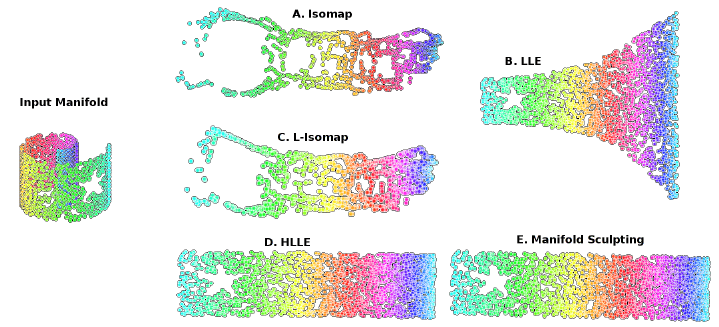 A. Isomap
B. LLE
Input Manifold
C. L-Isomap
D. HLLE
E. Manifold Sculpting